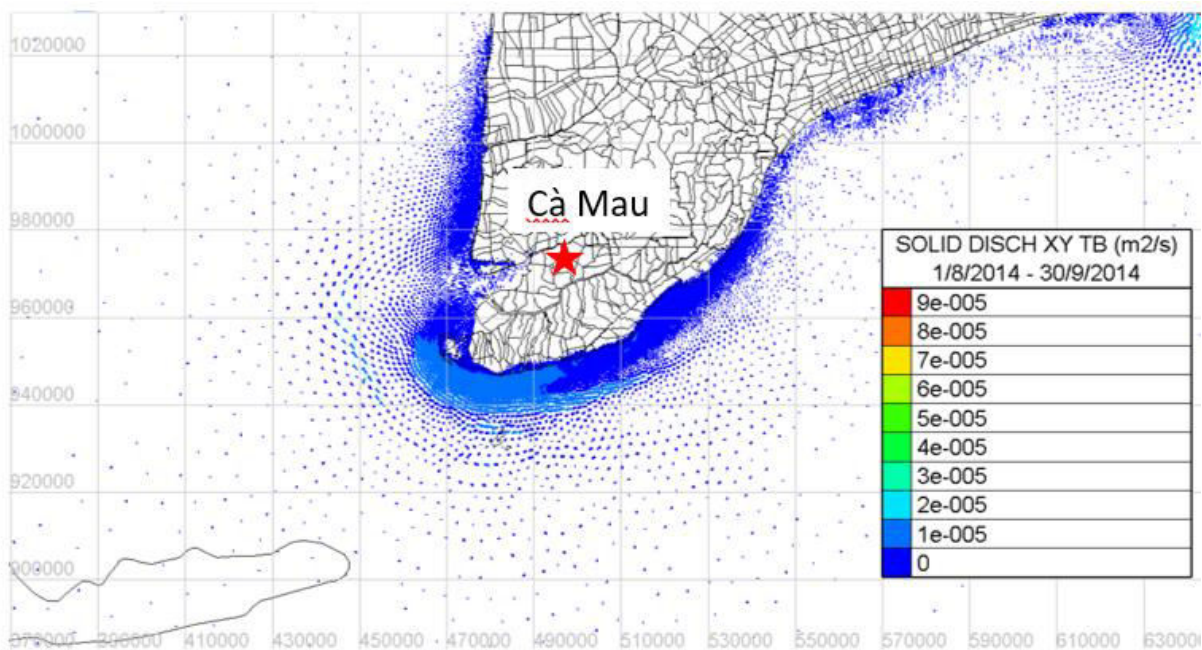 1020000
1000000
Cà Mau
980000
SOLID DISCH XY TB (m2/s)
1/8/2014 - 30/9/2014
9e-005
8e-005
7e-005
6e-005
5e-005
4e-005
3e-005
2e-005
1e-005
0
960000
940000
920000
900000
370000 390000 410000 430000 450000 470000 490000 510000 530000 550000 570000 590000 610000 630000